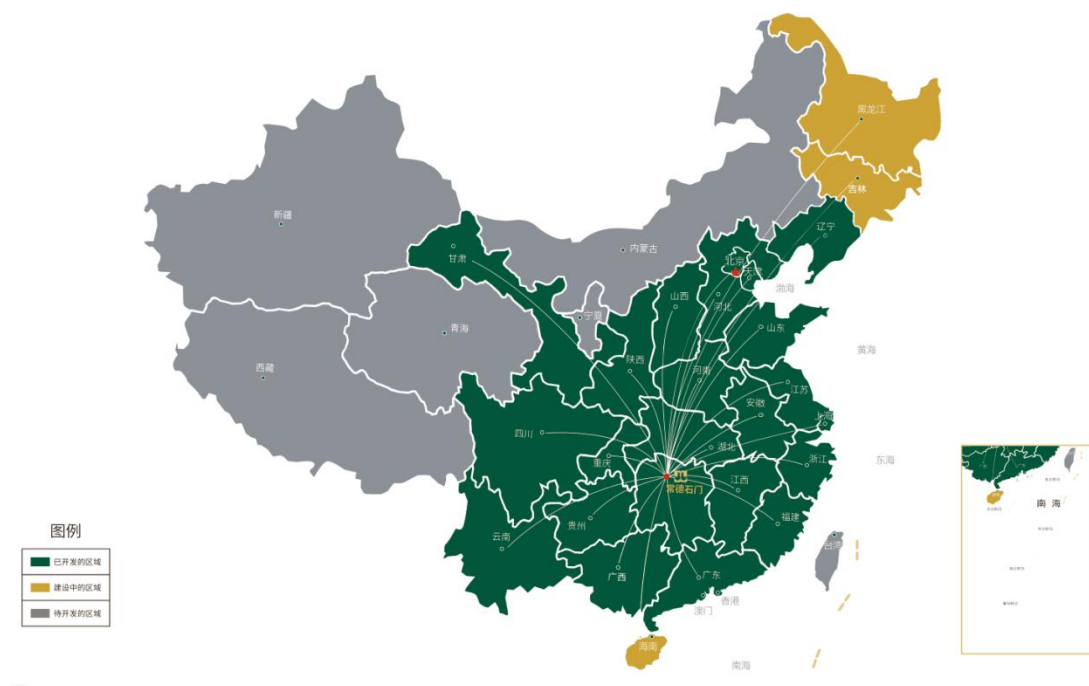 黑龙江
吉林
辽宁
新疆
内蒙古
甘肃
北京
天津
渤海
山西
河北
宁夏
青海
山东
黄海
陕西
河南
西藏
江苏
安徽
上海
四川
湖北
浙江
东海
重庆
常德石门
江西
贵州
福建
云南
台湾
广西
广东
香港
澳门
海南
南海
图例
已开发的区域
建设中的区域
待开发的区域
南 海